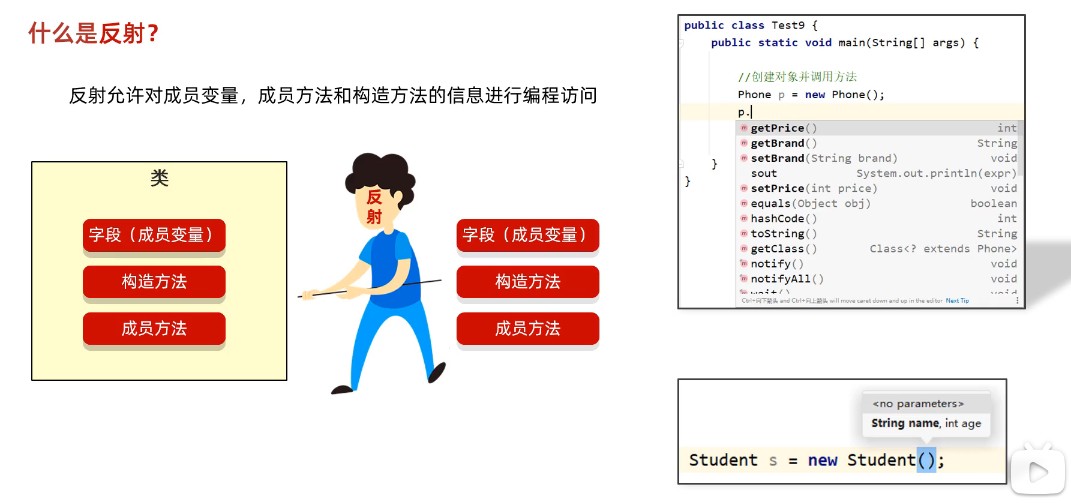 什么是反射?
反射允许对成员变量，成员方法和构造方法的信息进行编程访问
类
字段（成员变量）
构造方法
成员方法
反
射
字段（成员变量）
构造方法
成员方法
public class Test9 {
public static void main(String[] args) {
//创建对象并调用方法
Phone p = new Phone();
p.
getPrice() int
getBrand() String
setBrand(String brand) void
sout System.out.println(expr)
setPrice(int price) void
equals(Object obj) boolean
hashCode() int
toString() String
getClass() Class<? extends Phone>
notify() void
notifyAll() void
wait() void
Ctrl+向下箭头 and Ctrl+向上箭头 will move caret down and up in the editor Next Tip
}
}
<no parameters>
String name, int age
Student s = new Student();